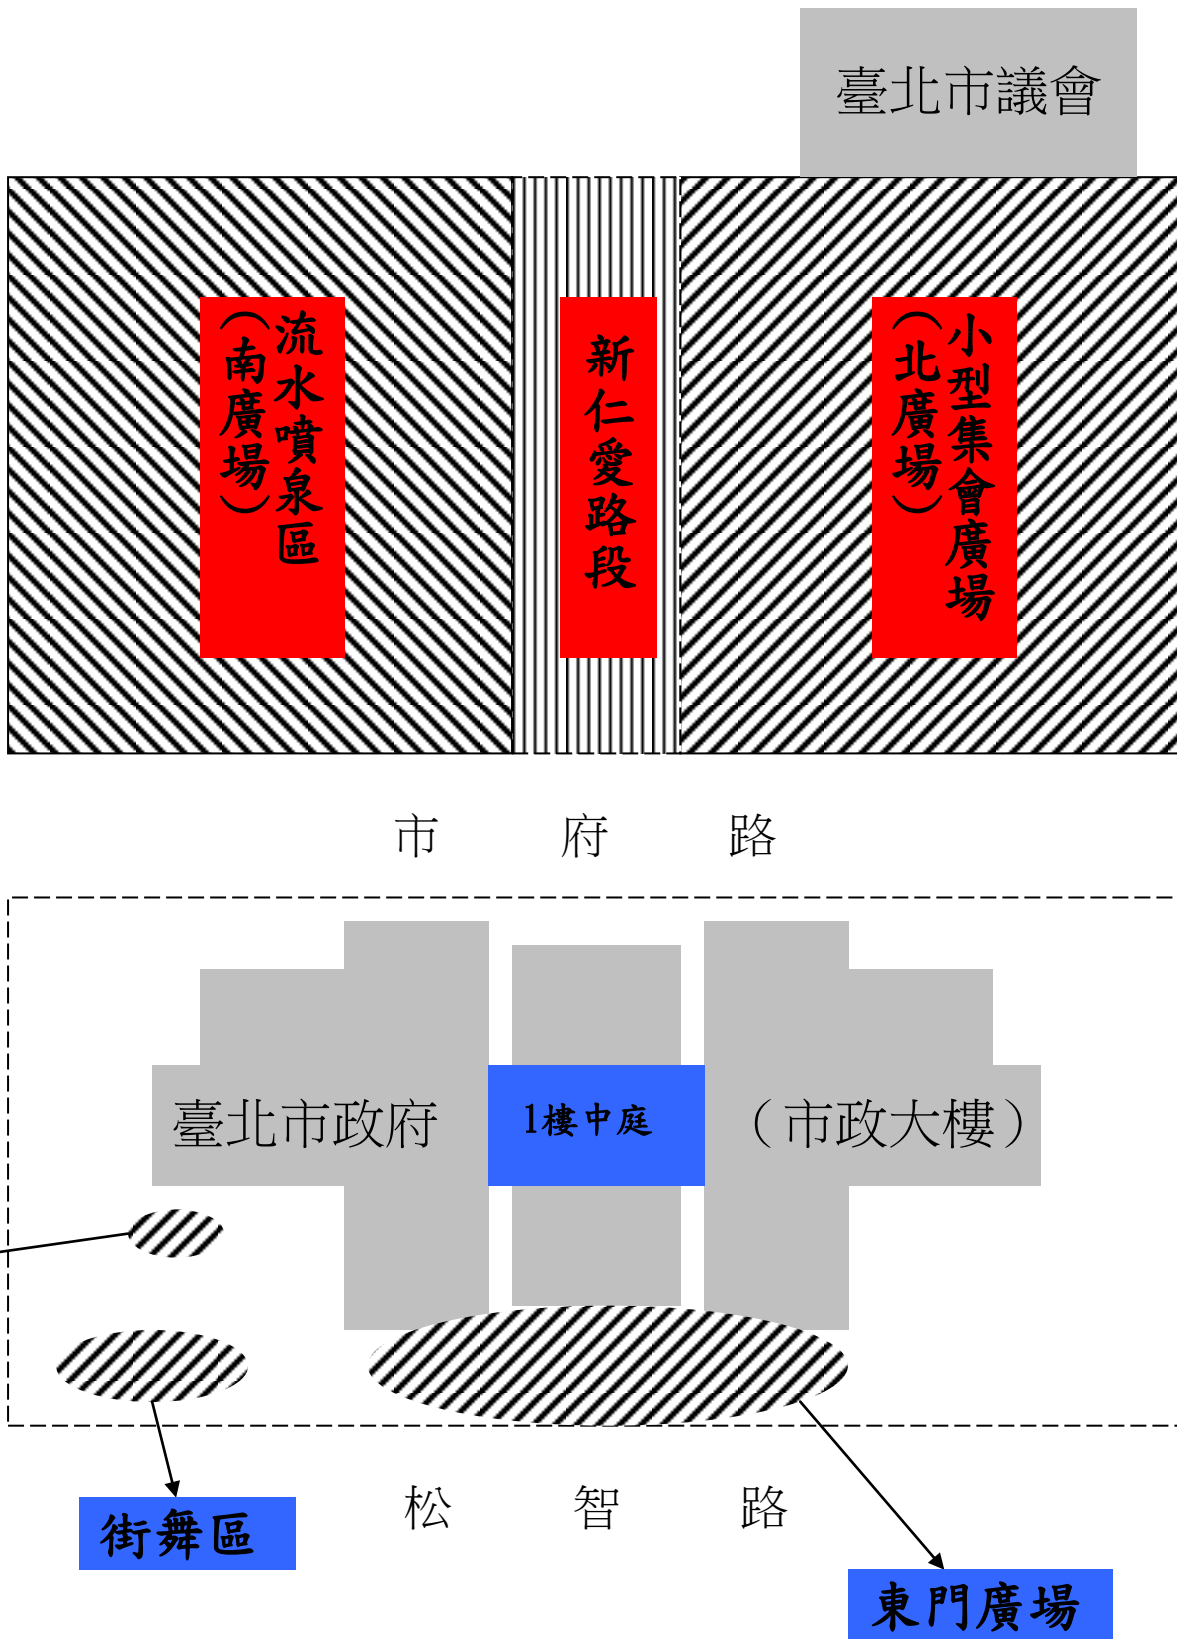 臺北市議會
流水噴泉區
（南廣場）
新仁愛路段
小型集會廣場
（北廣場）
市府路
臺北市政府
1樓中庭
（市政大樓）
松智路
街舞區
東門廣場